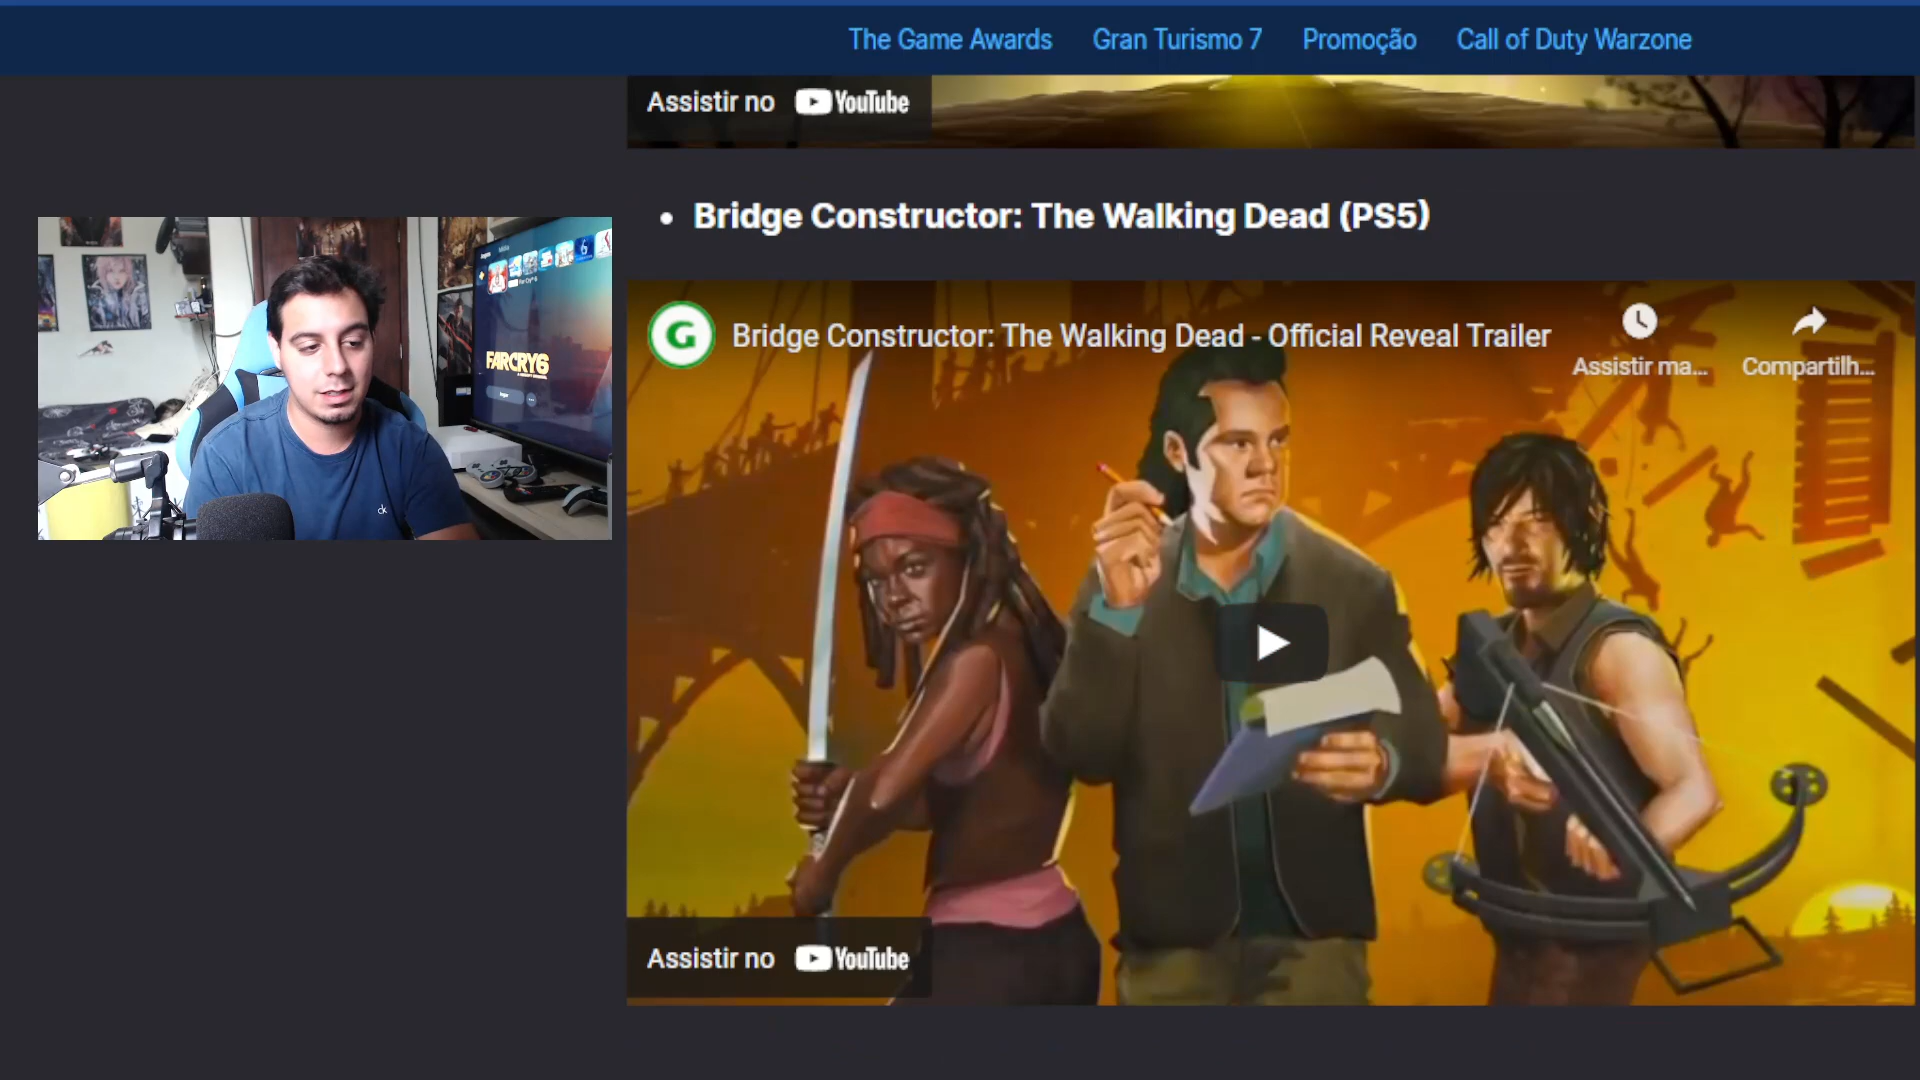 The Game Awards Gran Turismo 7 Promoção Call of Duty Warzone
Assistir no YouTube
• Bridge Constructor: The Walking Dead (PS5)
G Bridge Constructor: The Walking Dead - Official Reveal Trailer
Assistir ma... Compartilh...
FARCRY6
ck
Assistir no YouTube